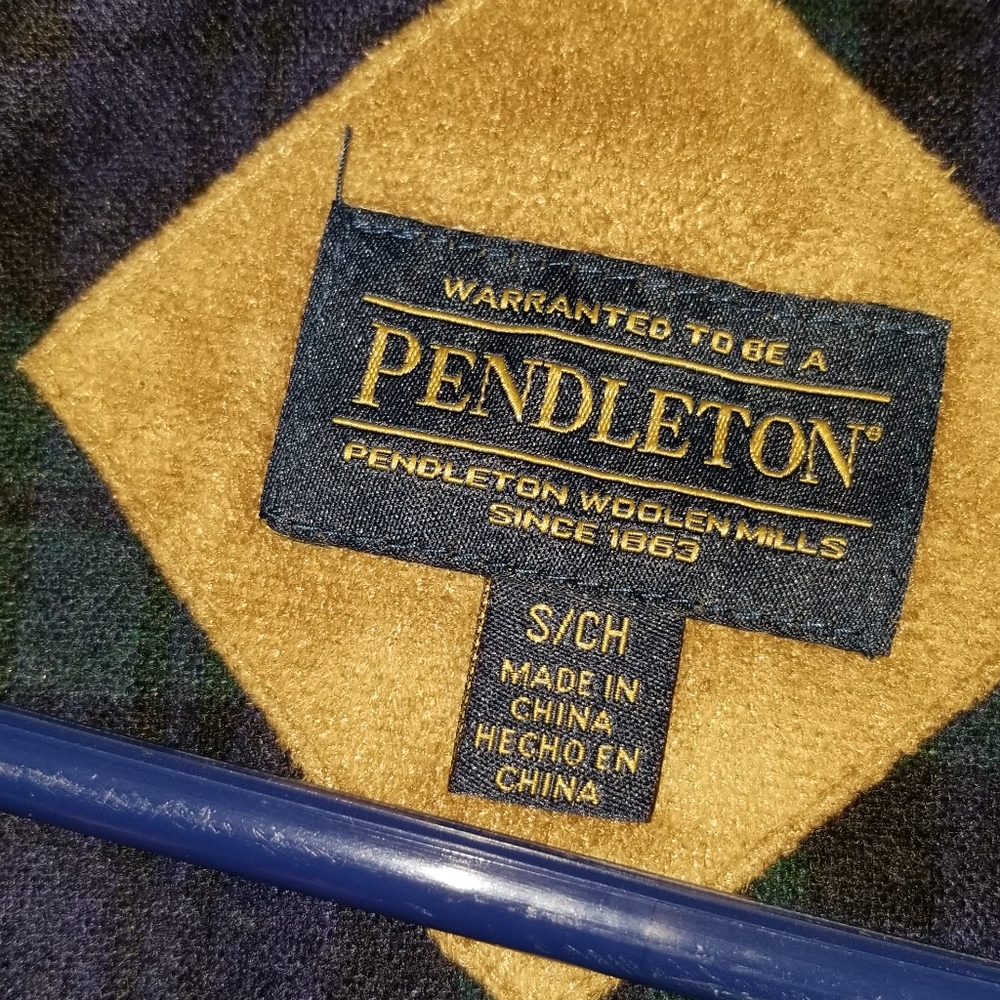 WARRANTED TO BE A
PENDLETON®
PENDLETON WOOLEN MILLS
SINCE 1863
S/CH
MADE IN
CHINA
HECHO EN
CHINA